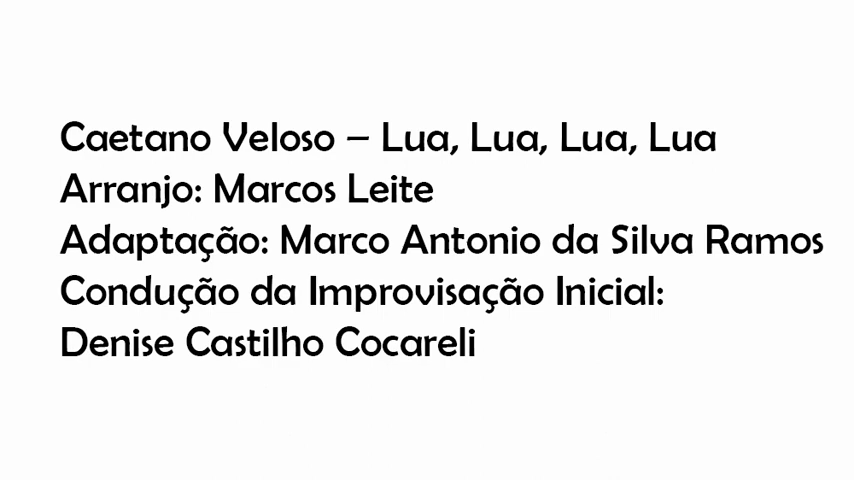 Caetano Veloso – Lua, Lua, Lua, Lua
Arranjo: Marcos Leite
Adaptação: Marco Antonio da Silva Ramos
Condução da Improvisação Inicial:
Denise Castilho Cocareli